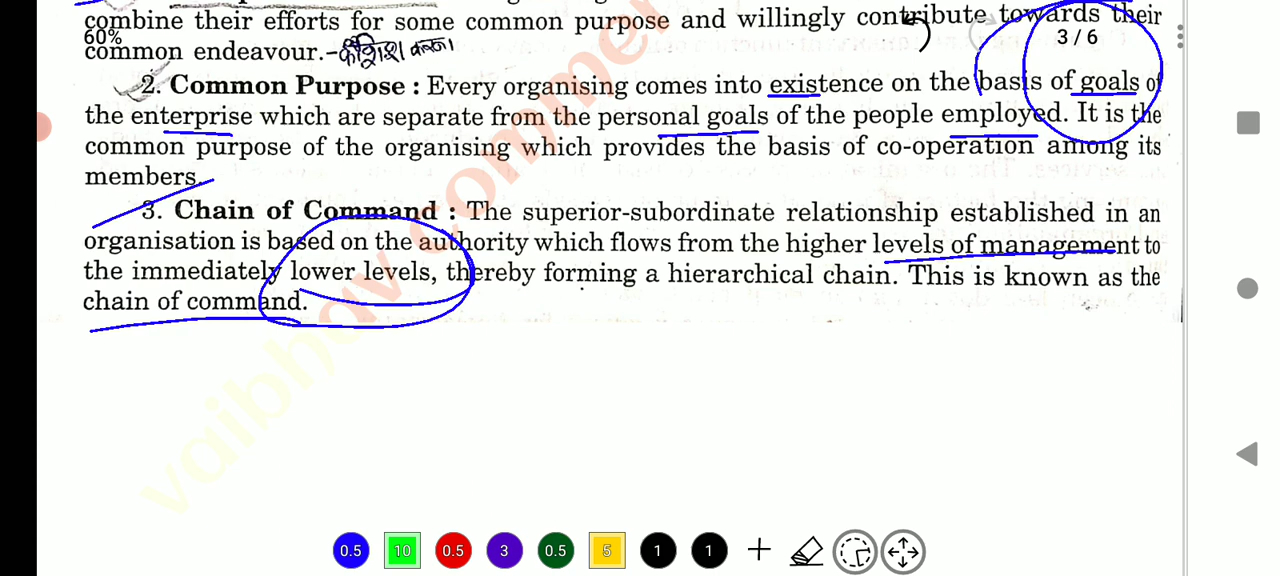 combine their efforts for some common purpose and willingly contribute towards their
60%
3 / 6
common endeavour.-कोशिश करना
2. Common Purpose : Every organising comes into existence on the basis of goals of
the enterprise which are separate from the personal goals of the people employed. It is the
common purpose of the organising which provides the basis of co-operation among its
members.
3. Chain of Command : The superior-subordinate relationship established in an
organisation is based on the authority which flows from the higher levels of management to
the immediately lower levels, thereby forming a hierarchical chain. This is known as the
chain of command.
vaibhav commer
0.5 10 0.5 3 0.5 5 1 1